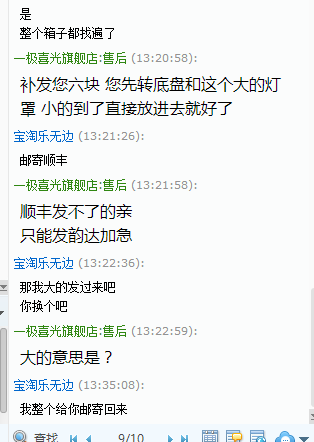 是
整个箱子都找遍了
一极喜光旗舰店:售后 (13:20:58):
补发您六块 您先转底盘和这个大的灯
罩 小的到了直接放进去就好了
宝淘乐无边 (13:21:26):
邮寄顺丰
一极喜光旗舰店:售后 (13:21:58):
顺丰发不了的亲
只能发韵达加急
宝淘乐无边 (13:22:36):
那我大的发过来吧
你换个吧
一极喜光旗舰店:售后 (13:22:59):
大的意思是？
宝淘乐无边 (13:35:08):
我整个给你邮寄回来
查找 9/10